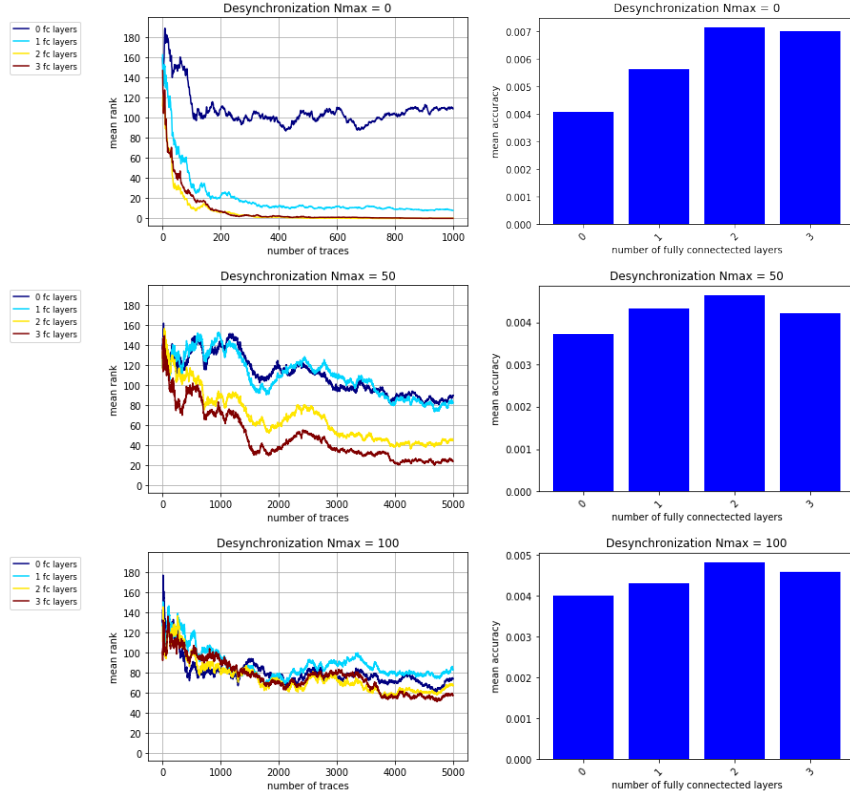 Desynchronization Nmax = 0
0 fc layers
1 fc layers
2 fc layers
3 fc layers
mean rank
180
160
140
120
100
80
60
40
20
0
0 200 400 600 800 1000
number of traces
Desynchronization Nmax = 0
mean accuracy
0.007
0.006
0.005
0.004
0.003
0.002
0.001
0.000
0 1 2 3
number of fully connectected layers
Desynchronization Nmax = 50
0 fc layers
1 fc layers
2 fc layers
3 fc layers
mean rank
180
160
140
120
100
80
60
40
20
0
0 1000 2000 3000 4000 5000
number of traces
Desynchronization Nmax = 50
mean accuracy
0.004
0.003
0.002
0.001
0.000
0 1 2 3
number of fully connectected layers
Desynchronization Nmax = 100
0 fc layers
1 fc layers
2 fc layers
3 fc layers
mean rank
180
160
140
120
100
80
60
40
20
0
0 1000 2000 3000 4000 5000
number of traces
Desynchronization Nmax = 100
mean accuracy
0.005
0.004
0.003
0.002
0.001
0.000
0 1 2 3
number of fully connectected layers